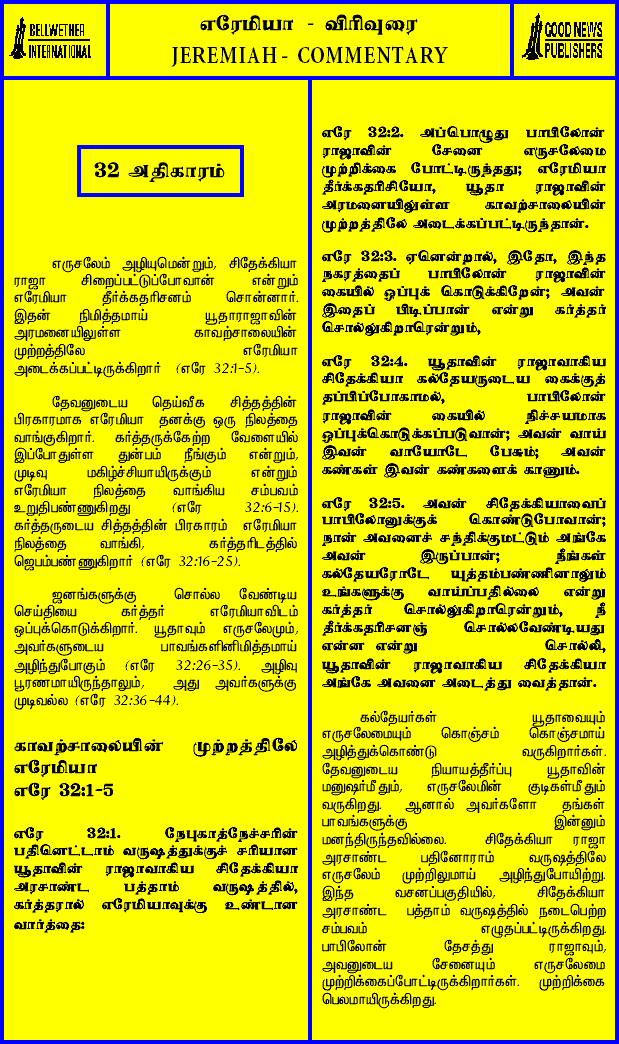 BELLWETHER
INTERNATIONAL
எரேமியா - விரிவுரை
JEREMIAH - COMMENTARY
GOOD NEWS
PUBLISHERS
32 அதிகாரம்
எருசலேம் அழியுமென்றும், சிதேக்கியா
ராஜா சிறைப்பட்டுப்போவான் என்றும்
எரேமியா தீர்க்கதரிசனம் சொன்னார்.
இதன் நிமித்தமாய் யூதாராஜாவின்
அரமனையிலுள்ள காவற்சாலையின்
முற்றத்திலே எரேமியா
அடைக்கப்பட்டிருக்கிறார் (எரே 32:1-5).
தேவனுடைய தெய்வீக சித்தத்தின்
பிரகாரமாக எரேமியா தனக்கு ஒரு நிலத்தை
வாங்குகிறார். கர்த்தருக்கேற்ற வேளையில்
இப்போதுள்ள துன்பம் நீங்கும் என்றும்,
முடிவு மகிழ்ச்சியாயிருக்கும் என்றும்
எரேமியா நிலத்தை வாங்கிய சம்பவம்
உறுதிபண்ணுகிறது (எரே 32:6-15).
கர்த்தருடைய சித்தத்தின் பிரகாரம் எரேமியா
நிலத்தை வாங்கி, கர்த்தரிடத்தில்
ஜெபம்பண்ணுகிறார் (எரே 32:16-25).
ஜனங்களுக்கு சொல்ல வேண்டிய
செய்தியை கர்த்தர் எரேமியாவிடம்
ஒப்புக்கொடுக்கிறார். யூதாவும் எருசலேமும்,
அவர்களுடைய பாவங்களினிமித்தமாய்
அழிந்துபோகும் (எரே 32:26-35). அழிவு
பூரணமாயிருந்தாலும், அது அவர்களுக்கு
முடிவல்ல (எரே 32:36-44).
காவற்சாலையின் முற்றத்திலே
எரேமியா
எரே 32:1-5
எரே 32:1. நேபுகாத்நேச்சரின்
பதினெட்டாம் வருஷத்துக்குச் சரியான
யூதாவின் ராஜாவாகிய சிதேக்கியா
அரசாண்ட பத்தாம் வருஷத்தில்,
கர்த்தரால் எரேமியாவுக்கு உண்டான
வார்த்தை:
எரே 32:2. அப்பொழுது பாபிலோன்
ராஜாவின் சேனை எருசலேமை
முற்றிக்கை போட்டிருந்தது; எரேமியா
தீர்க்கதரிசியோ, யூதா ராஜாவின்
அரமனையிலுள்ள காவற்சாலையின்
முற்றத்திலே அடைக்கப்பட்டிருந்தான்.
எரே 32:3. ஏனென்றால், இதோ, இந்த
நகரத்தைப் பாபிலோன் ராஜாவின்
கையில் ஒப்புக் கொடுக்கிறேன்; அவன்
இதைப் பிடிப்பான் என்று கர்த்தர்
சொல்லுகிறாரென்றும்,
எரே 32:4. யூதாவின் ராஜாவாகிய
சிதேக்கியா கல்தேயருடைய கைக்குத்
தப்பிப்போகாமல், பாபிலோன்
ராஜாவின் கையில் நிச்சயமாக
ஒப்புக்கொடுக்கப்படுவான்; அவன் வாய்
இவன் வாயோடே பேசும்; அவன்
கண்கள் இவன் கண்களைக் காணும்.
எரே 32:5. அவன் சிதேக்கியாவைப்
பாபிலோனுக்குக் கொண்டுபோவான்;
நான் அவனைச் சந்திக்குமட்டும் அங்கே
அவன் இருப்பான்; நீங்கள்
கல்தேயரோடே யுத்தம்பண்ணினாலும்
உங்களுக்கு வாய்ப்பதில்லை என்று
கர்த்தர் சொல்லுகிறாரென்றும், நீ
தீர்க்கதரிசனஞ் சொல்லவேண்டியது
என்ன என்று சொல்லி,
யூதாவின் ராஜாவாகிய சிதேக்கியா
அங்கே அவனை அடைத்து வைத்தான்.
கல்தேயர்கள் யூதாவையும்
எருசலேமையும் கொஞ்சம் கொஞ்சமாய்
அழித்துக்கொண்டு வருகிறார்கள்.
தேவனுடைய நியாயத்தீர்ப்பு யூதாவின்
மனுஷர்மீதும், எருசலேமின் குடிகள்மீதும்
வருகிறது. ஆனால் அவர்களோ தங்கள்
பாவங்களுக்கு இன்னும்
மனந்திருந்தவில்லை. சிதேக்கியா ராஜா
அரசாண்ட பதினோராம் வருஷத்திலே
எருசலேம் முற்றிலுமாய் அழிந்துபோயிற்று.
இந்த வசனப்பகுதியில், சிதேக்கியா
அரசாண்ட பத்தாம் வருஷத்தில் நடைபெற்ற
சம்பவம் எழுதப்பட்டிருக்கிறது.
பாபிலோன் தேசத்து ராஜாவும்,
அவனுடைய சேனையும் எருசலேமை
முற்றிக்கைப்போட்டிருக்கிறார்கள். முற்றிக்கை
பெலமாயிருக்கிறது.